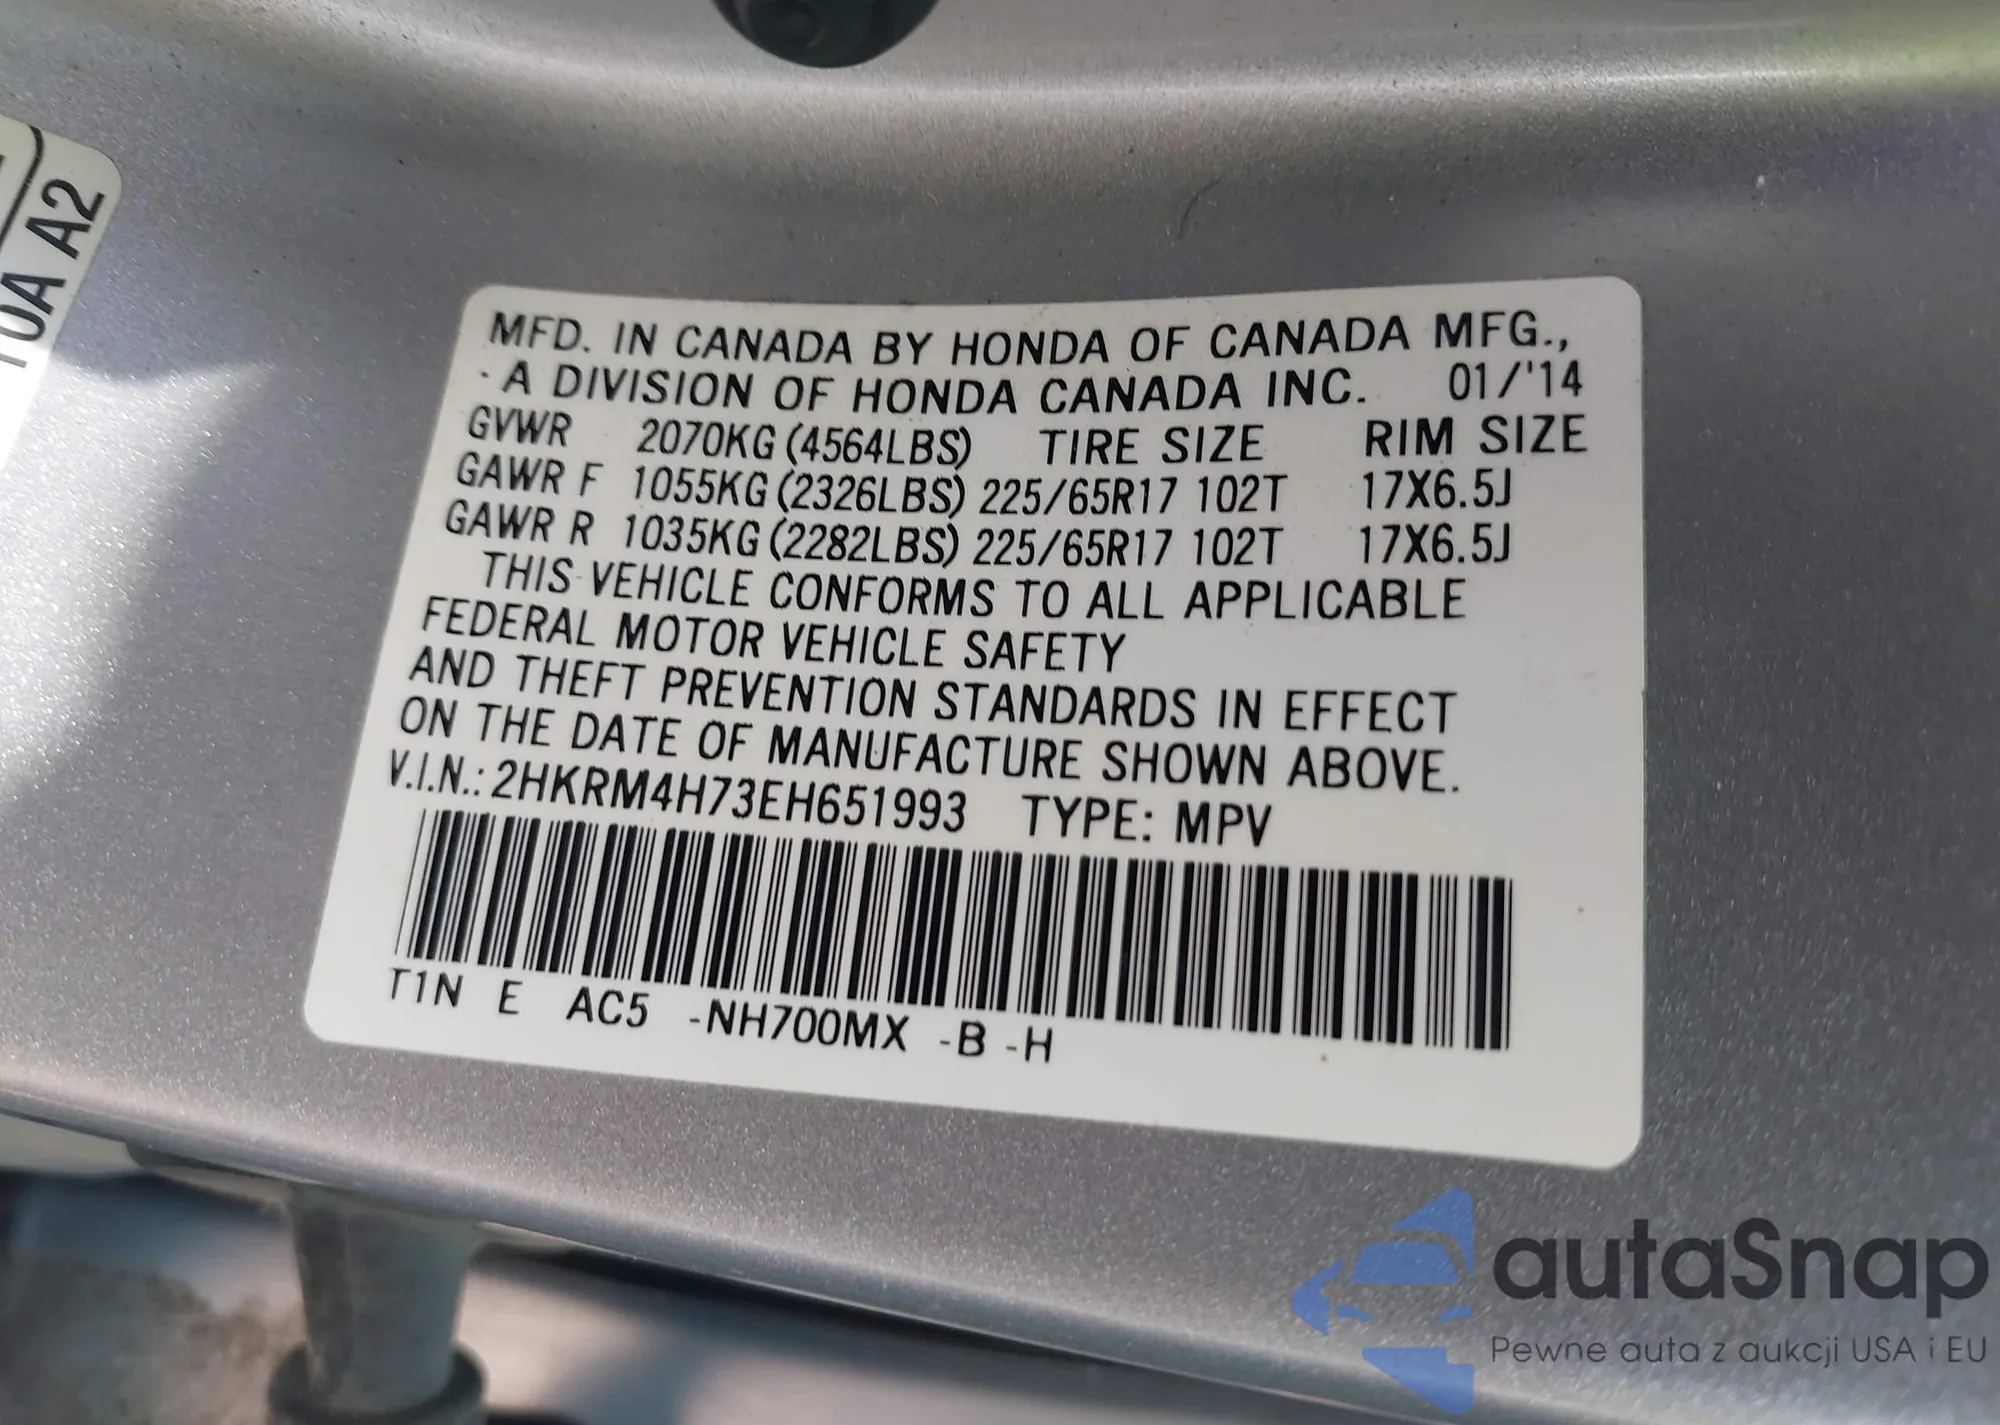 A2
10A
MFD. IN CANADA BY HONDA OF CANADA MFG.,
A DIVISION OF HONDA CANADA INC. 01/'14
GVWR 2070KG (4564LBS) TIRE SIZE RIM SIZE
GAWR F 1055KG (2326LBS) 225/65R17 102T 17X6.5J
GAWR R 1035KG (2282LBS) 225/65R17 102T 17X6.5J
THIS VEHICLE CONFORMS TO ALL APPLICABLE
FEDERAL MOTOR VEHICLE SAFETY
AND THEFT PREVENTION STANDARDS IN EFFECT
ON THE DATE OF MANUFACTURE SHOWN ABOVE.
V.I.N.: 2HKRM4H73EH651993 TYPE: MPV
T1N E AC5 -NH700MX -B -H
autaSnap
Pewne auta z aukcji USA i EU